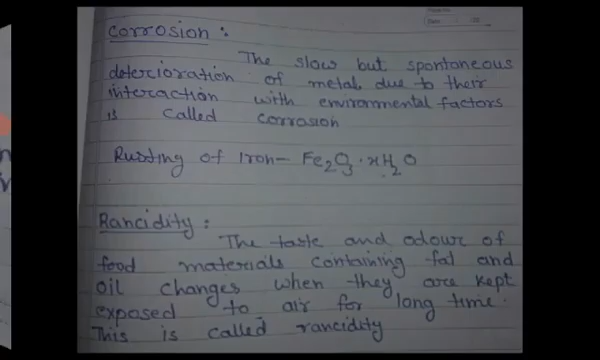 Corrosion :
The slow but spontaneous
deterioration of metal due to their
interaction with environmental factors
is called corrosion
Rusting of Iron– Fe₂O₃·xH₂O
Rancidity :
The taste and odour of
food materials containing fat and
oil changes when they are kept
exposed to air for long time.
This is called rancidity